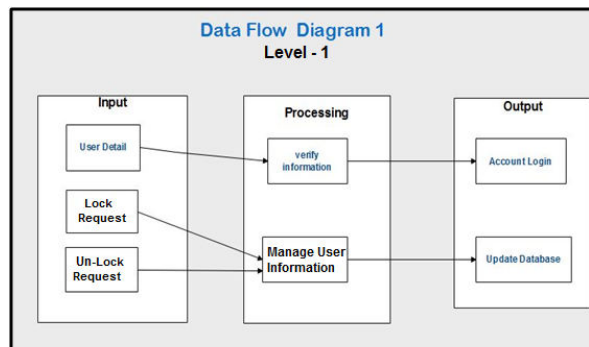 Data Flow Diagram 1
Level - 1
Input
User Detail
Lock
Request
Un-Lock
Request
Processing
verify
information
Manage User
Information
Output
Account Login
Update Database